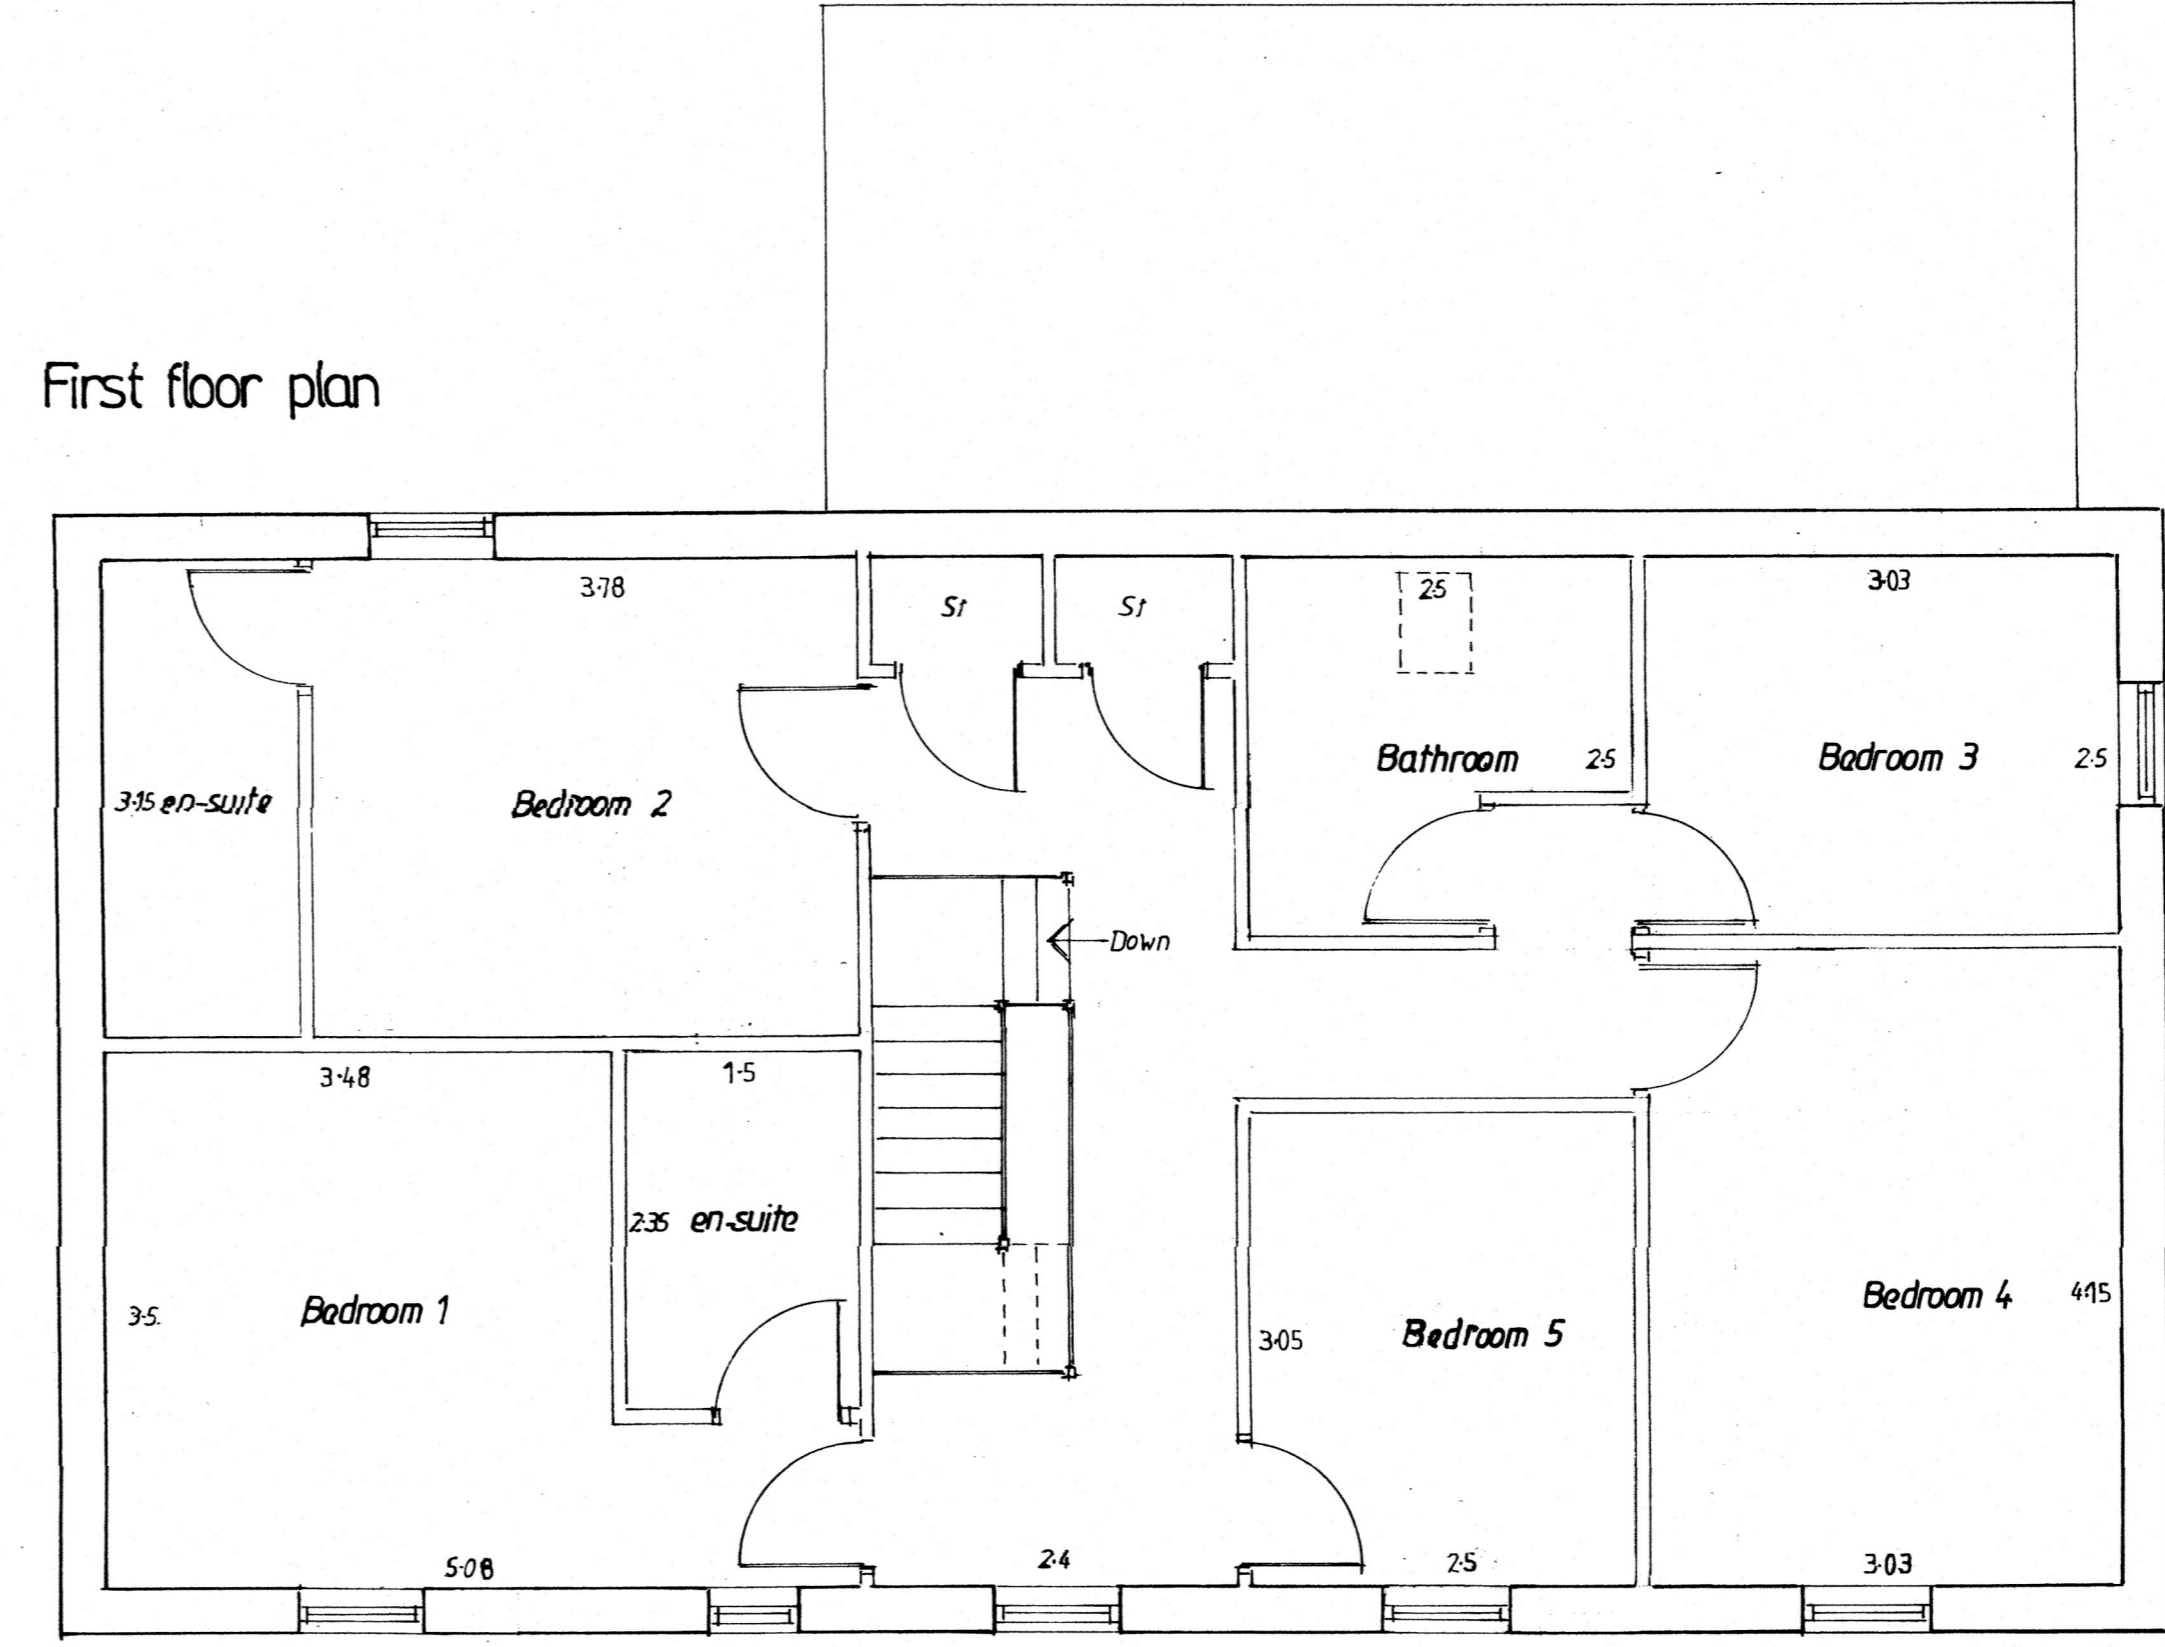 First floor plan
3·78
St
St
2·5
3·03
3·15 en-suite
Bedroom 2
Bathroom
2·5
Bedroom 3
2·5
Down
3·48
1·5
2·35 en-suite
3·5
Bedroom 1
3·05
Bedroom 5
Bedroom 4
4·15
5·08
2·4
2·5
3·03